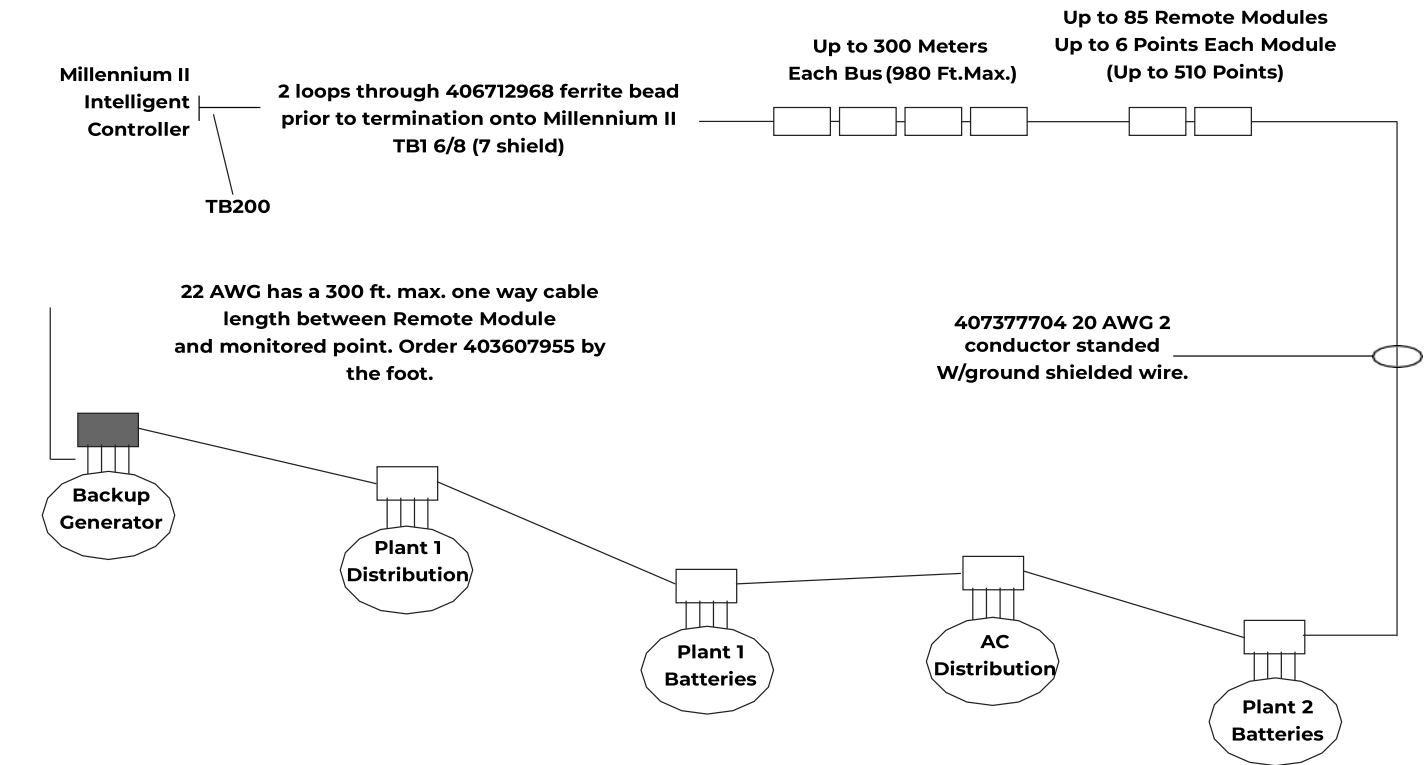 Up to 85 Remote Modules
Up to 6 Points Each Module
(Up to 510 Points)
Up to 300 Meters
Each Bus (980 Ft.Max.)
Millennium II
Intelligent
Controller
2 loops through 406712968 ferrite bead
prior to termination onto Millennium II
TB1 6/8 (7 shield)
TB200
22 AWG has a 300 ft. max. one way cable
length between Remote Module
and monitored point. Order 403607955 by
the foot.
407377704 20 AWG 2
conductor standed
W/ground shielded wire.
Backup
Generator
Plant 1
Distribution
Plant 1
Batteries
AC
Distribution
Plant 2
Batteries